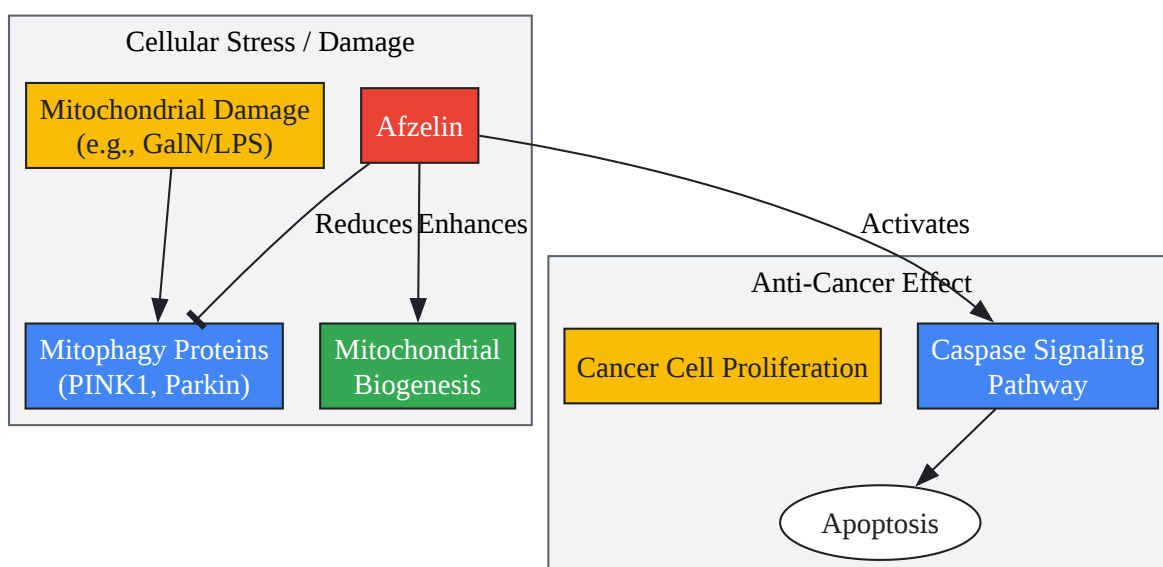 Cellular Stress / Damage
Mitochondrial Damage
(e.g., GalN/LPS)
Afzelin
Reduces
Enhances
Activates
Mitophagy Proteins
(PINK1, Parkin)
Mitochondrial
Biogenesis
Anti-Cancer Effect
Cancer Cell Proliferation
Caspase Signaling
Pathway
Apoptosis